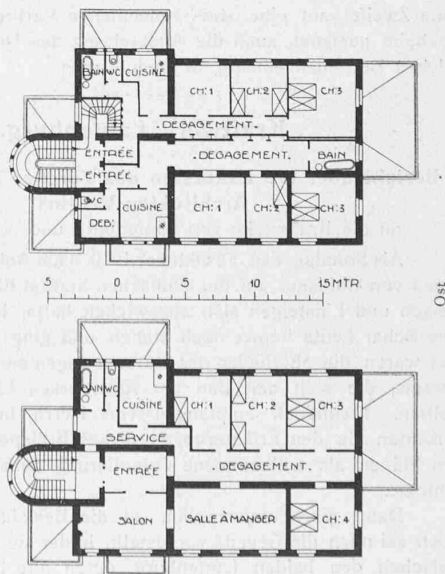 BAIN WC CUISINE
CH:1 CH:2 CH:3
DEGAGEMENT.
ENTRÉE
DEGAGEMENT. BAIN
ENTRÉE
WC CUISINE CH:1 CH:2 CH:3
DEB:
5 10 15 MTR
Ost
BAIN WC
CUISINE CH:1 CH:2 CH:3
SERVICE
ENTRÉE DEGAGEMENT.
SALON SALLE À MANGER CH: 4